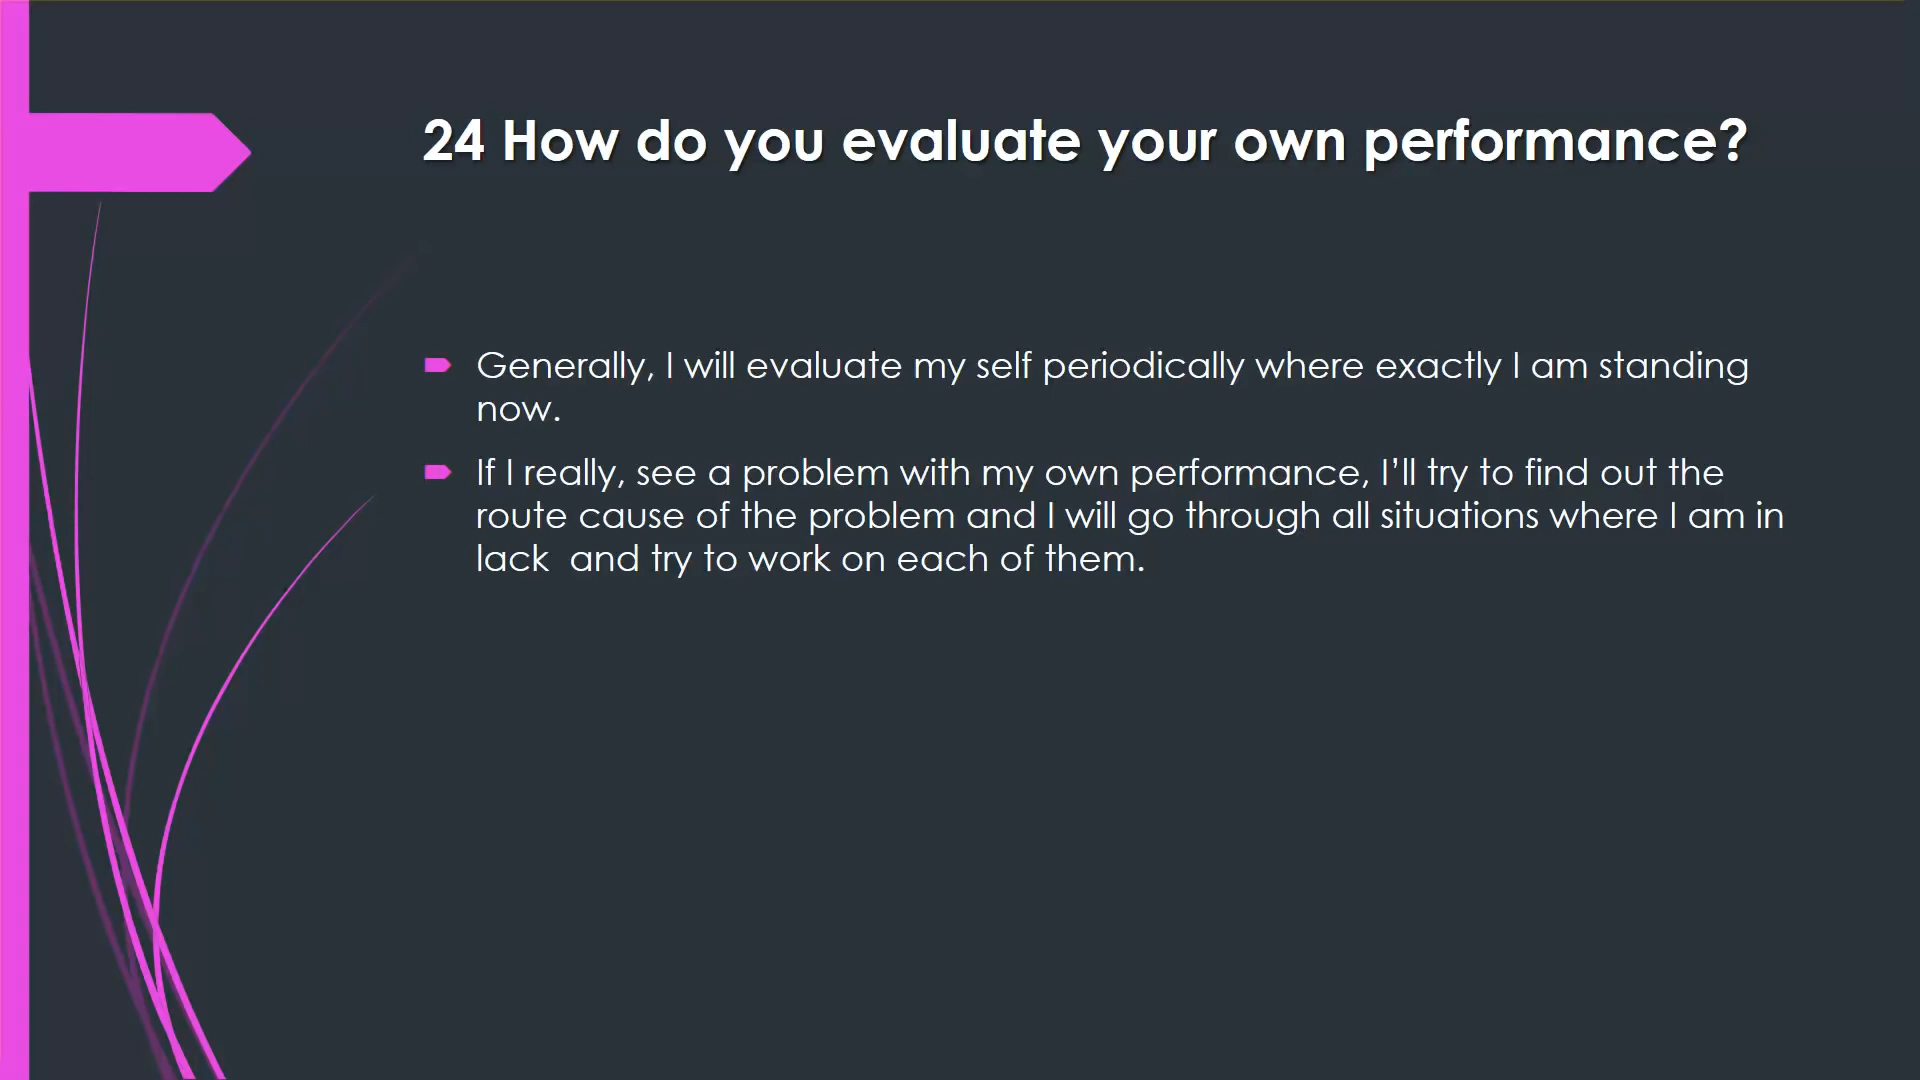 24 How do you evaluate your own performance?
Generally, I will evaluate my self periodically where exactly I am standing
now.
If I really, see a problem with my own performance, I’ll try to find out the
route cause of the problem and I will go through all situations where I am in
lack  and try to work on each of them.